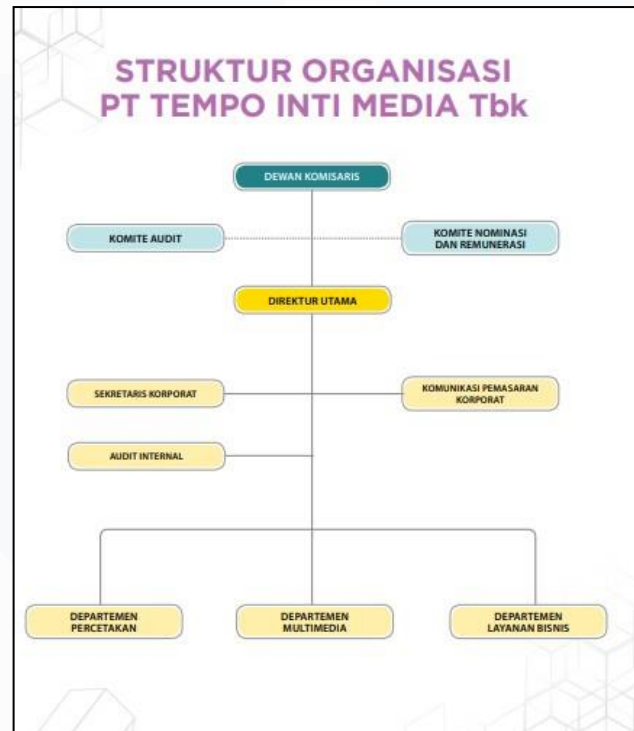 STRUKTUR ORGANISASI
PT TEMPO INTI MEDIA Tbk
DEWAN KOMISARIS
KOMITE AUDIT
KOMITE NOMINASI
DAN REMUNERASI
DIREKTUR UTAMA
SEKRETARIS KORPORAT
KOMUNIKASI PEMASARAN
KORPORAT
AUDIT INTERNAL
DEPARTEMEN
PERCETAKAN
DEPARTEMEN
MULTIMEDIA
DEPARTEMEN
LAYANAN BISNIS